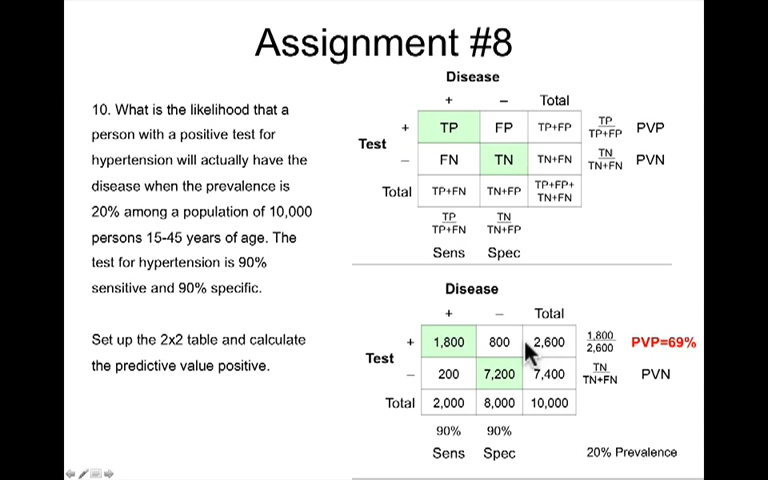 Assignment #8
10. What is the likelihood that a
person with a positive test for
hypertension will actually have the
disease when the prevalence is
20% among a population of 10,000
persons 15-45 years of age. The
test for hypertension is 90%
sensitive and 90% specific.
Set up the 2x2 table and calculate
the predictive value positive.
Disease
+ – Total
Test
+ TP FP TP+FP TP/TP+FP PVP
– FN TN TN+FN TN/TN+FN PVN
Total TP+FN TN+FP TP+FP+
TN+FN
TP/TP+FN TN/TN+FP
Sens Spec
Disease
+ – Total
Test
+ 1,800 800 2,600 1,800/2,600 PVP=69%
– 200 7,200 7,400 TN/TN+FN PVN
Total 2,000 8,000 10,000
90% 90%
Sens Spec
20% Prevalence